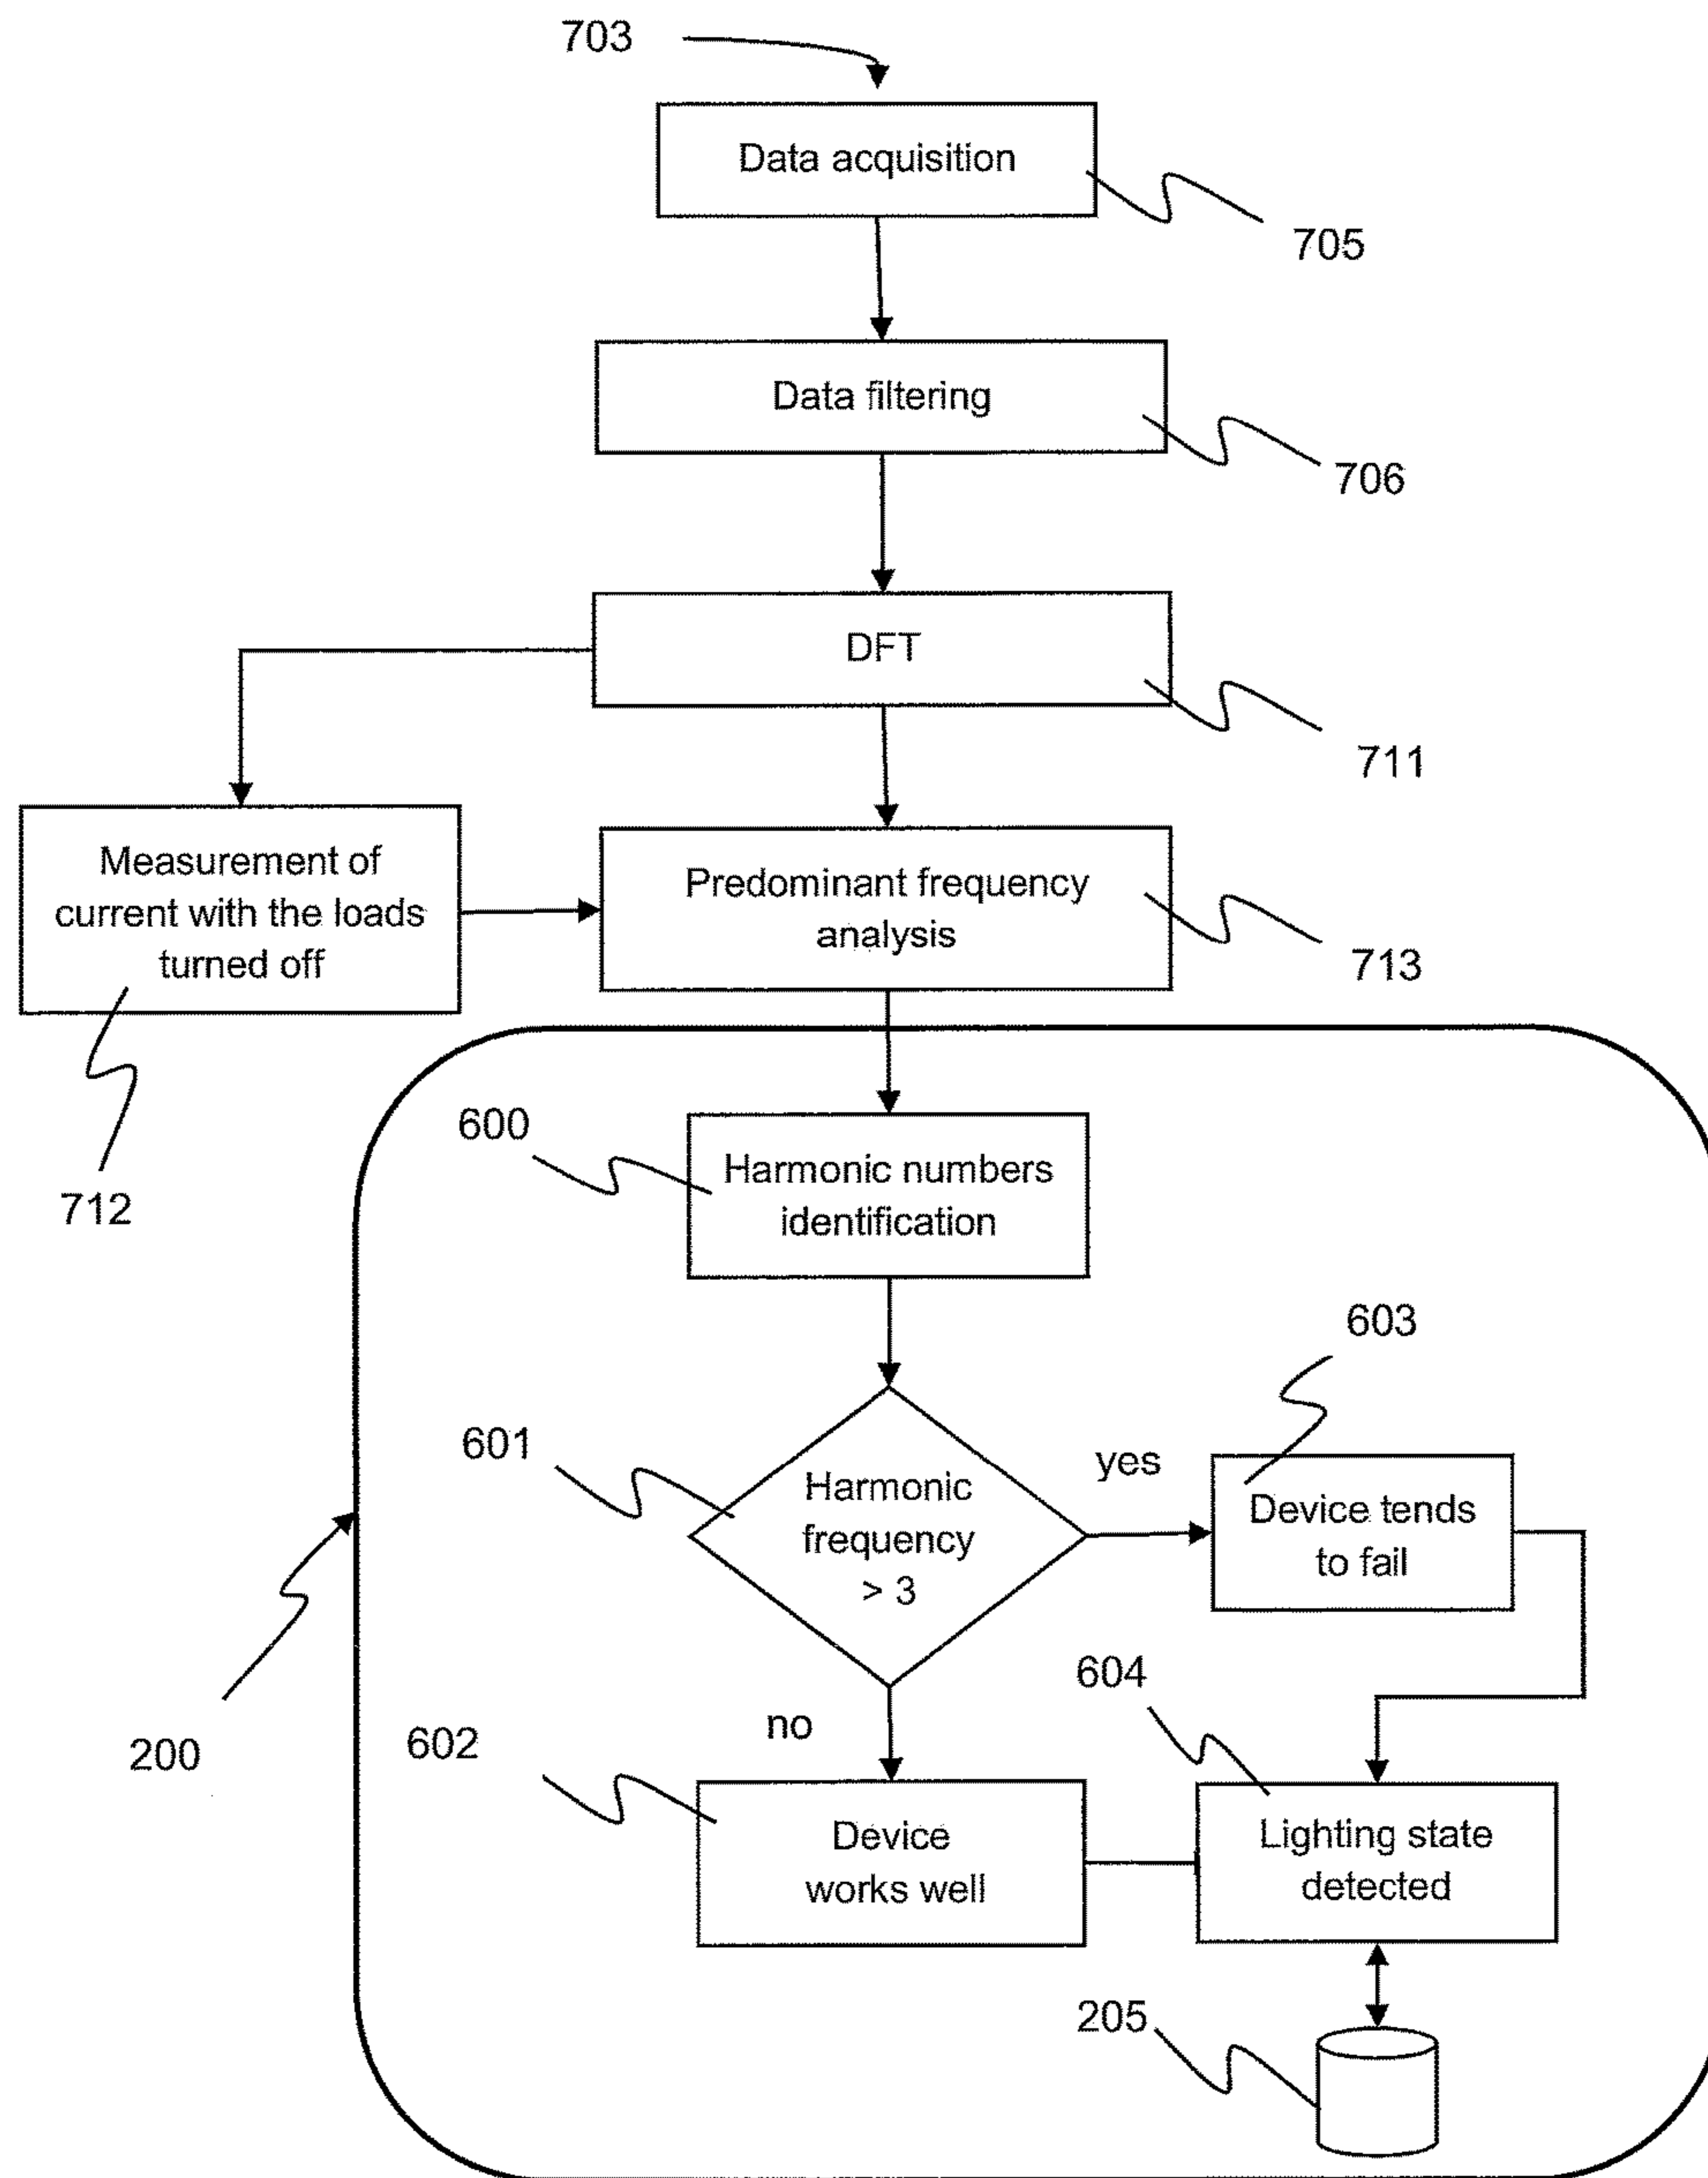 703
Data acquisition
705
Data filtering
706
DFT
711
Measurement of
current with the loads
turned off
712
Predominant frequency
analysis
713
600
Harmonic numbers
identification
603
601
Harmonic
frequency
> 3
yes
Device tends
to fail
604
no
602
200
Device
works well
Lighting state
detected
205